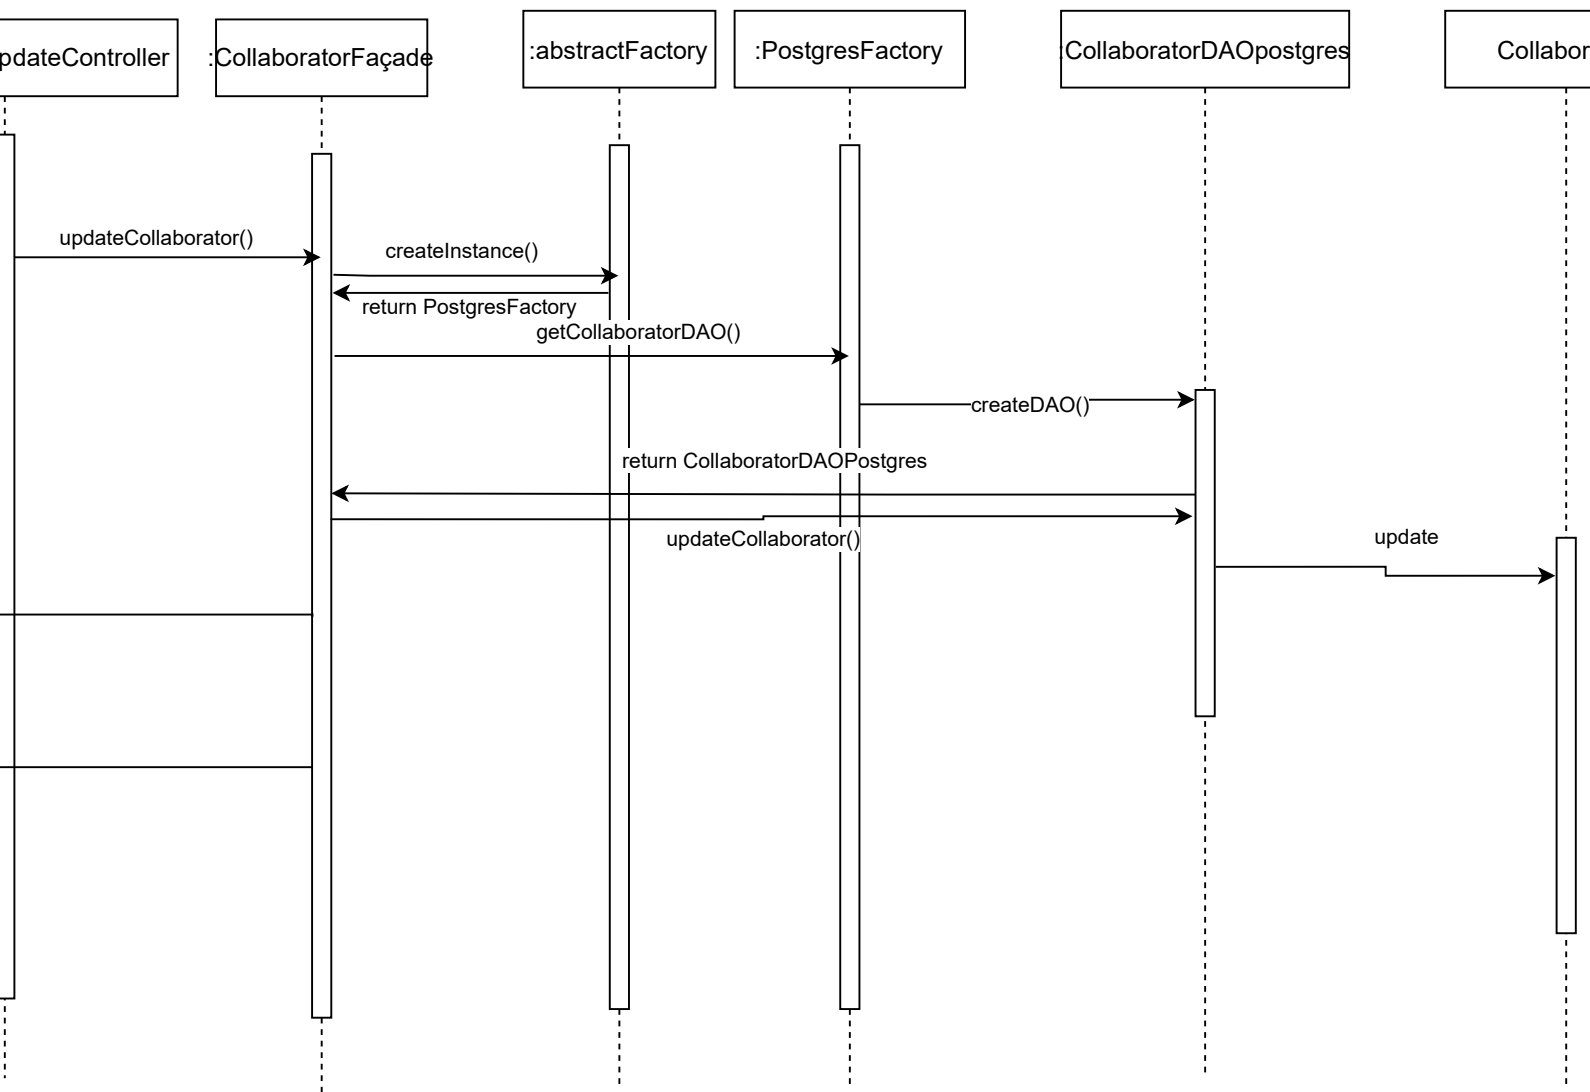 pdateController
:CollaboratorFaçade
:abstractFactory
:PostgresFactory
:CollaboratorDAOpostgres
Collabor
updateCollaborator()
createInstance()
return PostgresFactory
getCollaboratorDAO()
createDAO()
return CollaboratorDAOPostgres
updateCollaborator()
update